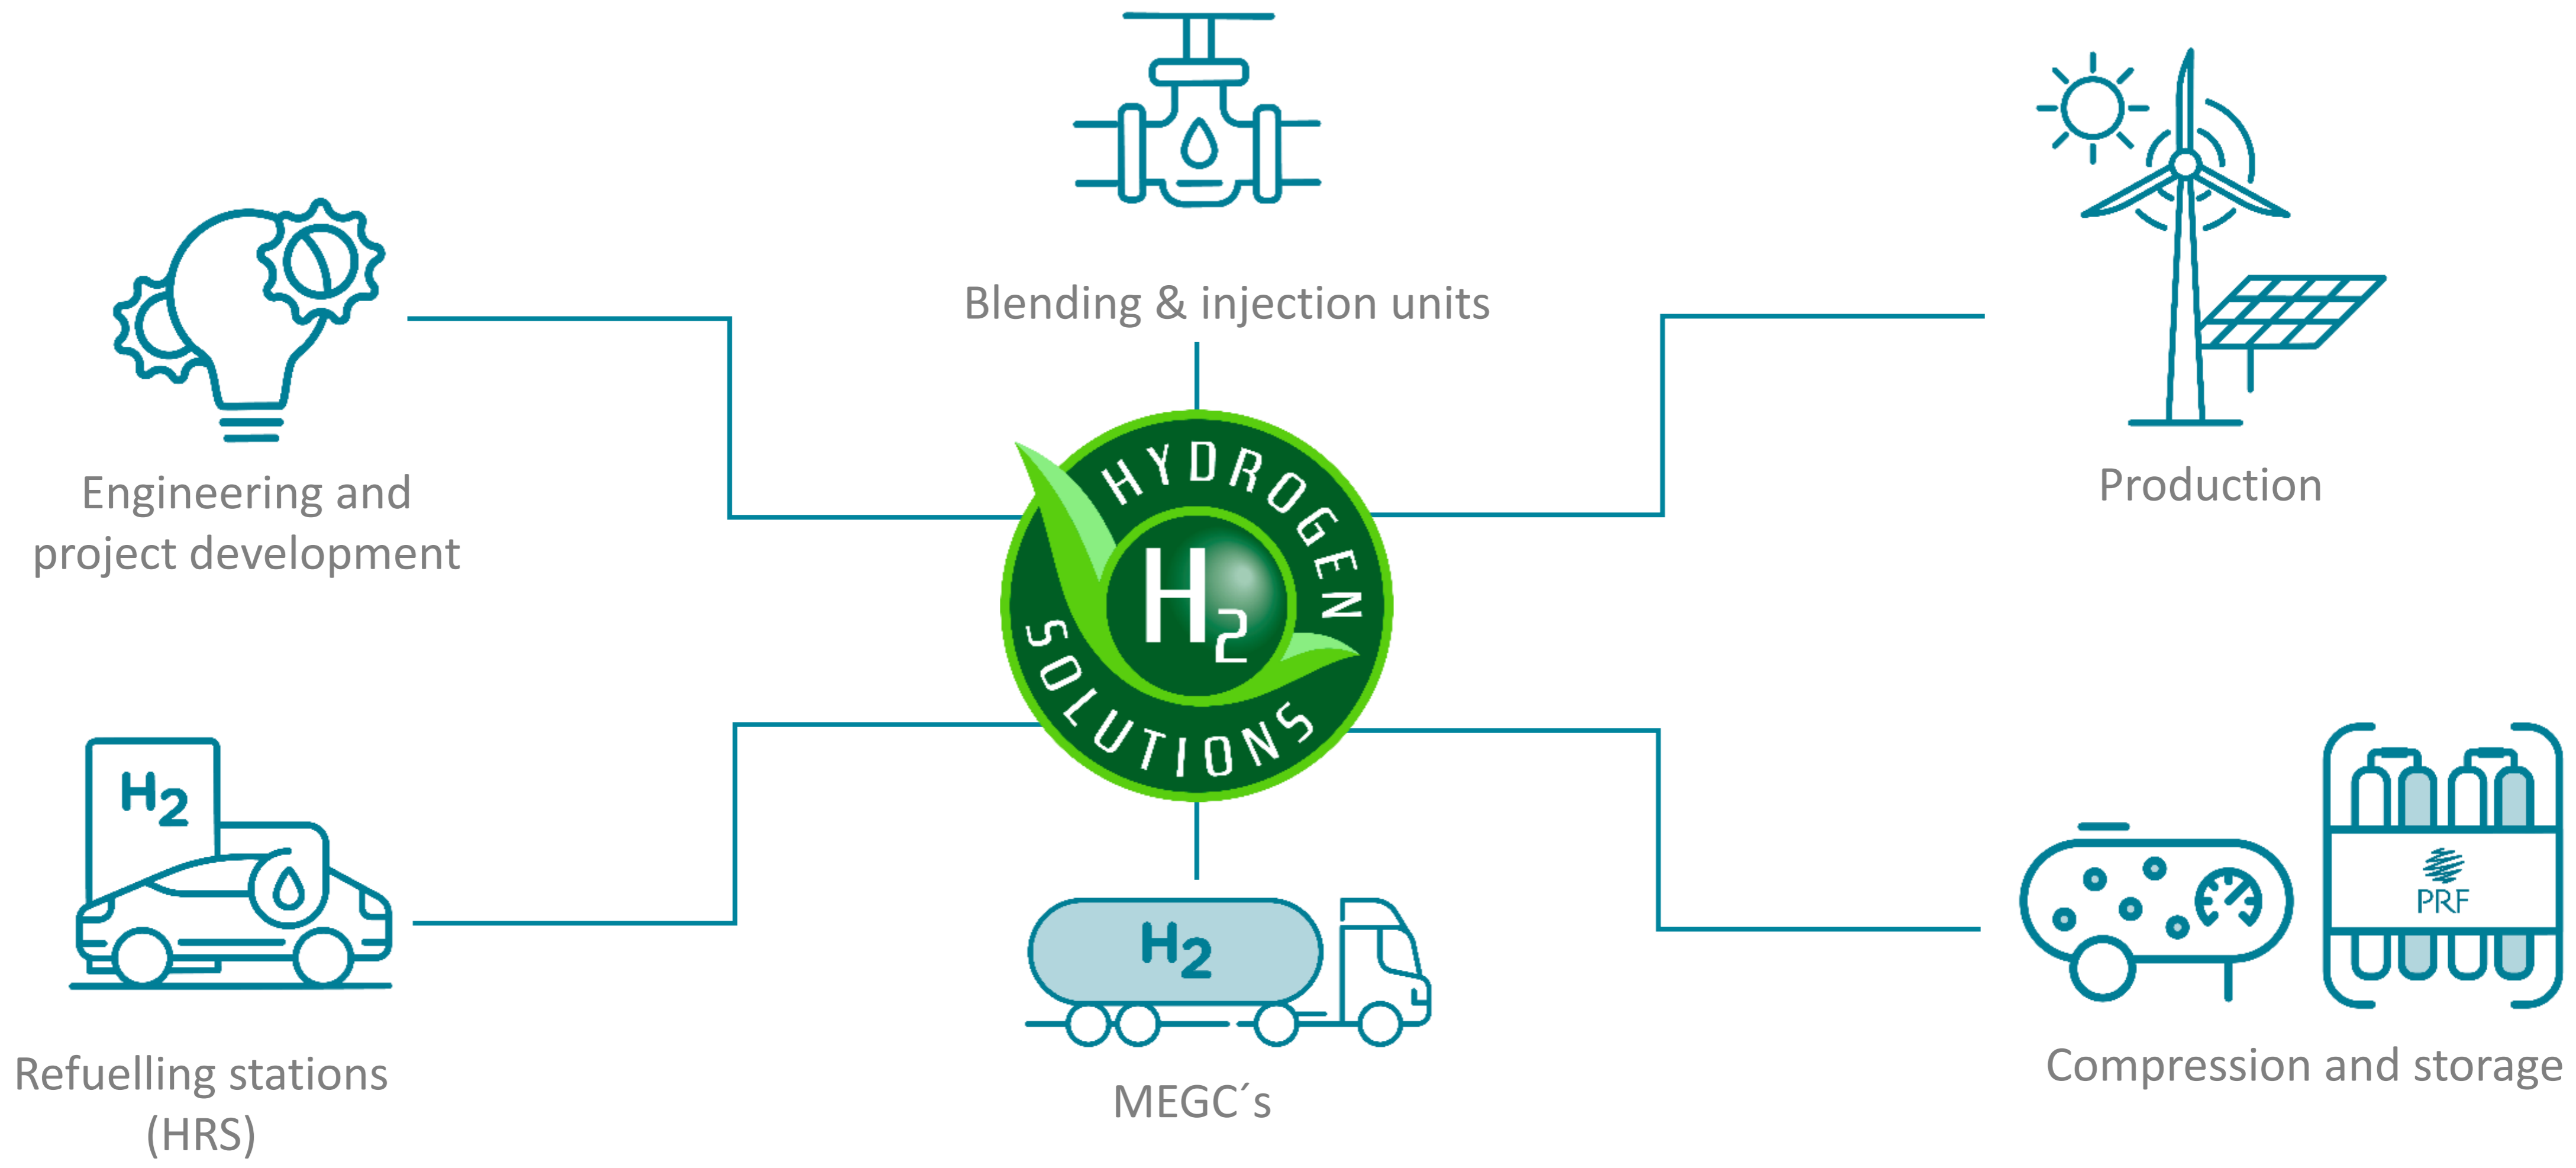 Blending & injection units
Engineering and
project development
Production
HYDROGEN
H2
SOLUTIONS
H2
Refuelling stations
(HRS)
H2
MEGC´s
PRF
Compression and storage